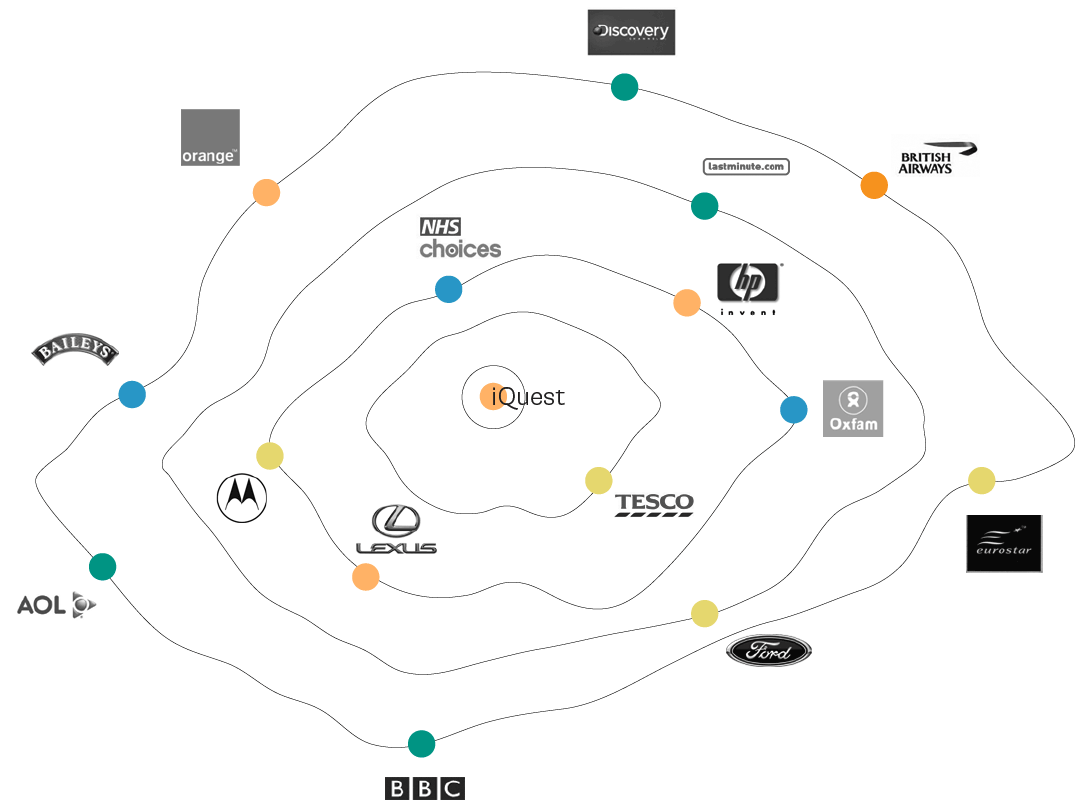 Discovery
CHANNEL
orange™
BRITISH
AIRWAYS
lastminute.com
NHS
choices
hp
invent
BAILEYS
iQuest
Oxfam
TESCO
LEXUS
eurostar
AOL
Ford
BBC